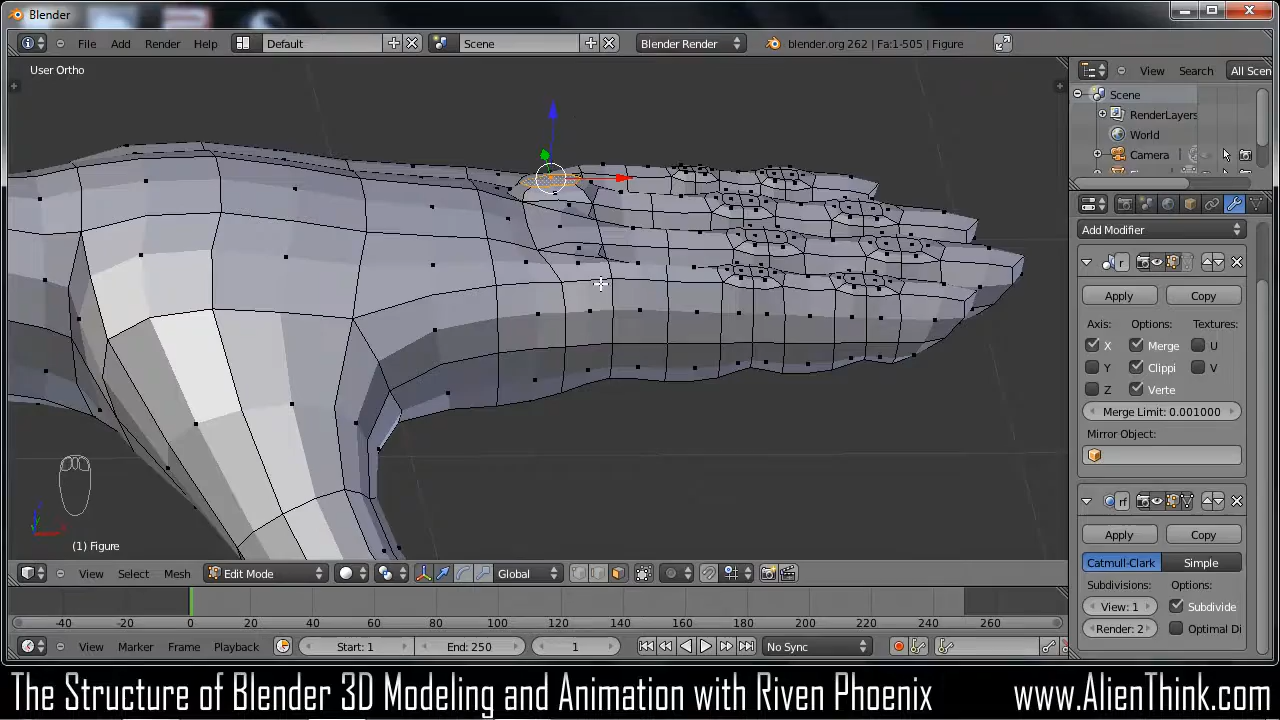 Blender
File Add Render Help Default Scene Blender Render blender.org 262 | Fa:1-505 | Figure
User Ortho
View Search All Scen
Scene
RenderLayers
World
Camera
Add Modifier
Apply Copy
Axis: Options: Textures:
X Merge U
Y Clippi V
Z Verte
Merge Limit: 0.001000
Mirror Object:
rf
Apply Copy
Catmull-Clark Simple
Subdivisions: Options:
View: 1 Subdivide
Render: 2 Optimal Di
(1) Figure
View Select Mesh Edit Mode Global
-40 -20 0 20 40 60 80 100 120 140 160 180 200 220 240 260
View Marker Frame Playback Start: 1 End: 250 1 No Sync
The Structure of Blender 3D Modeling and Animation with Riven Phoenix www.AlienThink.com